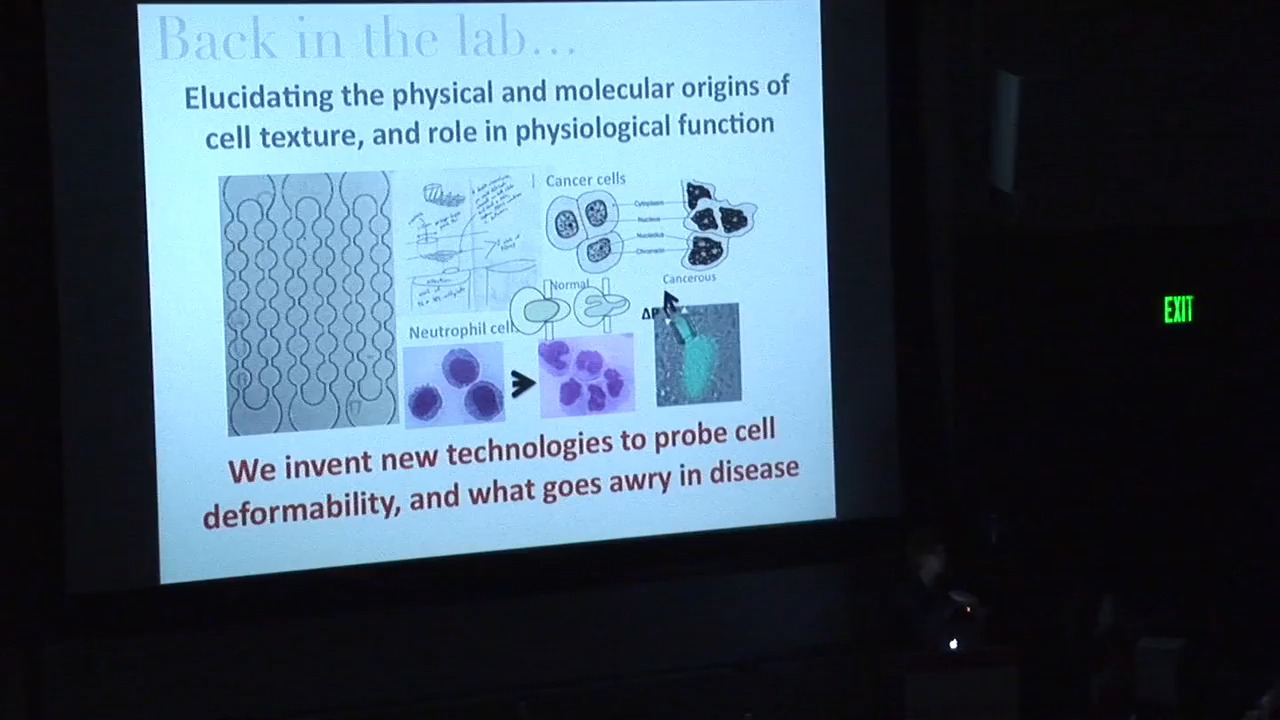 Back in the lab...
Elucidating the physical and molecular origins of
cell texture, and role in physiological function
Cancer cells
Cytoplasm
Nucleus
Nucleolus
Chromatin
Normal
Cancerous
ΔP
Neutrophil cell
We invent new technologies to probe cell
deformability, and what goes awry in disease
EXIT